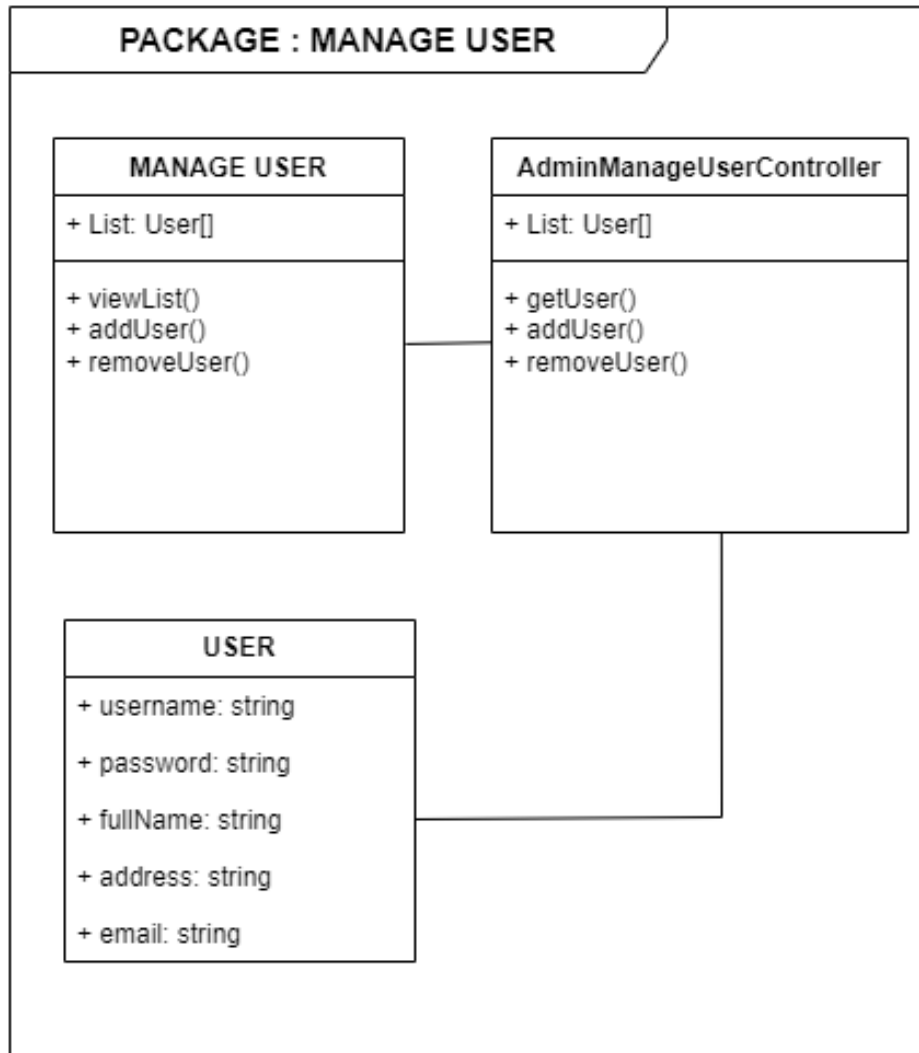 PACKAGE : MANAGE USER
MANAGE USER
+ List: User[]
+ viewList()
+ addUser()
+ removeUser()
AdminManageUserController
+ List: User[]
+ getUser()
+ addUser()
+ removeUser()
USER
+ username: string
+ password: string
+ fullName: string
+ address: string
+ email: string